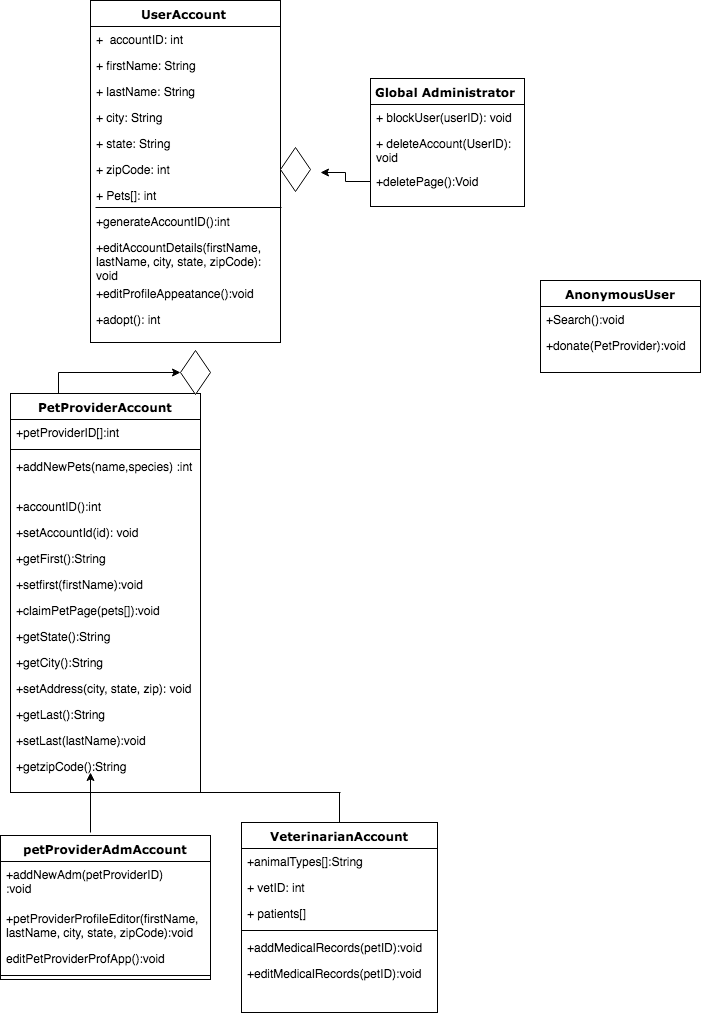 UserAccount
+ accountID: int
+ firstName: String
+ lastName: String
+ city: String
+ state: String
+ zipCode: int
+ Pets[]: int
+generateAccountID():int
+editAccountDetails(firstName,
lastName, city, state, zipCode):
void
+editProfileAppeatance():void
+adopt(): int
Global Administrator
+ blockUser(userID): void
+ deleteAccount(UserID):
void
+deletePage():Void
AnonymousUser
+Search():void
+donate(PetProvider):void
PetProviderAccount
+petProviderID[]:int
+addNewPets(name,species) :int
+accountID():int
+setAccountId(id): void
+getFirst():String
+setfirst(firstName):void
+claimPetPage(pets[]):void
+getState():String
+getCity():String
+setAddress(city, state, zip): void
+getLast():String
+setLast(lastName):void
+getzipCode():String
petProviderAdmAccount
+addNewAdm(petProviderID)
:void
+petProviderProfileEditor(firstName,
lastName, city, state, zipCode):void
editPetProviderProfApp():void
VeterinarianAccount
+animalTypes[]:String
+ vetID: int
+ patients[]
+addMedicalRecords(petID):void
+editMedicalRecords(petID):void